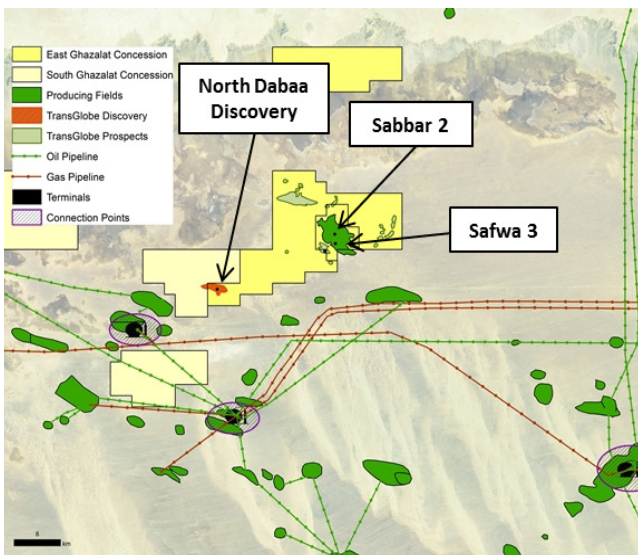 East Ghazalat Concession
South Ghazalat Concession
Producing Fields
TransGlobe Discovery
TransGlobe Prospects
Oil Pipeline
Gas Pipeline
Terminals
Connection Points
North Dabaa
Discovery
Sabbar 2
Safwa 3
km